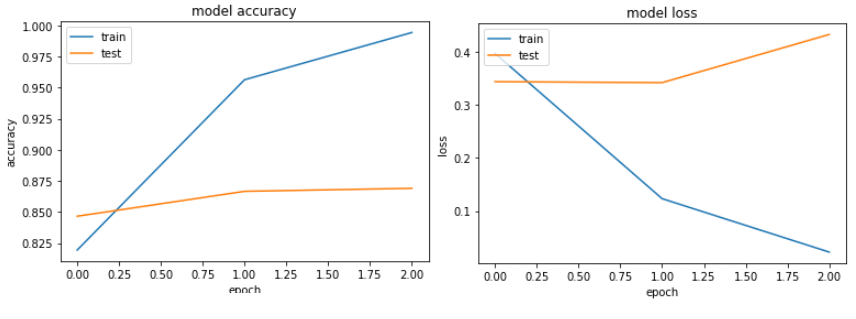 model accuracy
train
test
accuracy
1.000
0.975
0.950
0.925
0.900
0.875
0.850
0.825
0.00 0.25 0.50 0.75 1.00 1.25 1.50 1.75 2.00
epoch
model loss
train
test
loss
0.4
0.3
0.2
0.1
0.00 0.25 0.50 0.75 1.00 1.25 1.50 1.75 2.00
epoch